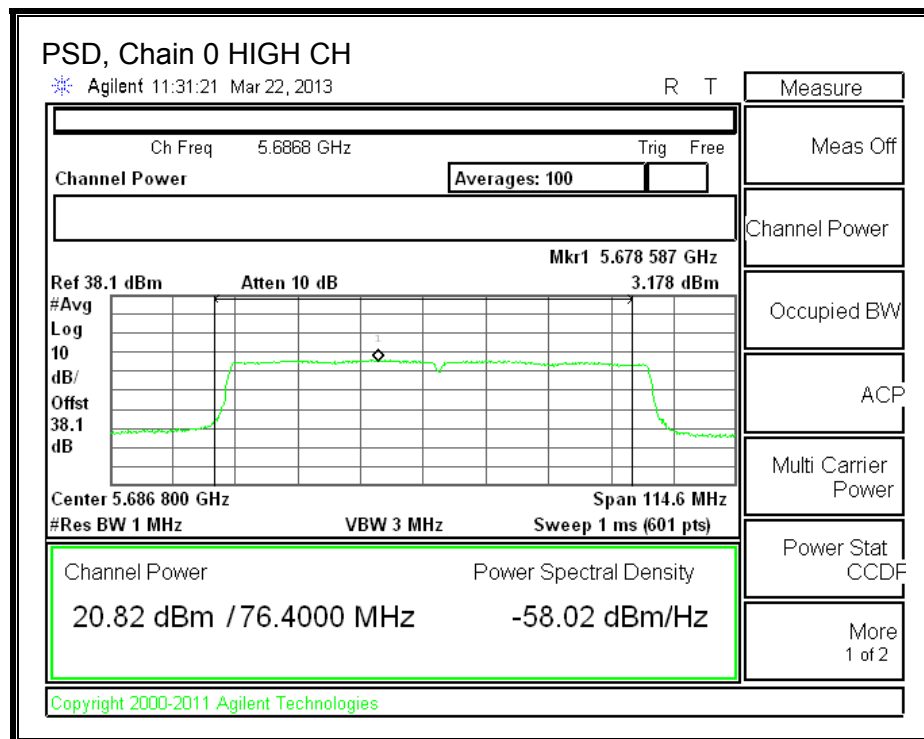 PSD, Chain 0 HIGH CH
Agilent 11:31:21 Mar 22, 2013 R T
Measure
Ch Freq 5.6868 GHz Trig Free
Meas Off
Channel Power Averages: 100
Channel Power
Mkr1 5.678 587 GHz
Ref 38.1 dBm Atten 10 dB 3.178 dBm
#Avg
Log
10
dB/
Offst
38.1
dB
1
Occupied BW
ACP
Multi Carrier
Power
Center 5.686 800 GHz Span 114.6 MHz
#Res BW 1 MHz VBW 3 MHz Sweep 1 ms (601 pts)
Power Stat
CCDF
Channel Power Power Spectral Density
20.82 dBm / 76.4000 MHz -58.02 dBm/Hz
More
1 of 2
Copyright 2000-2011 Agilent Technologies